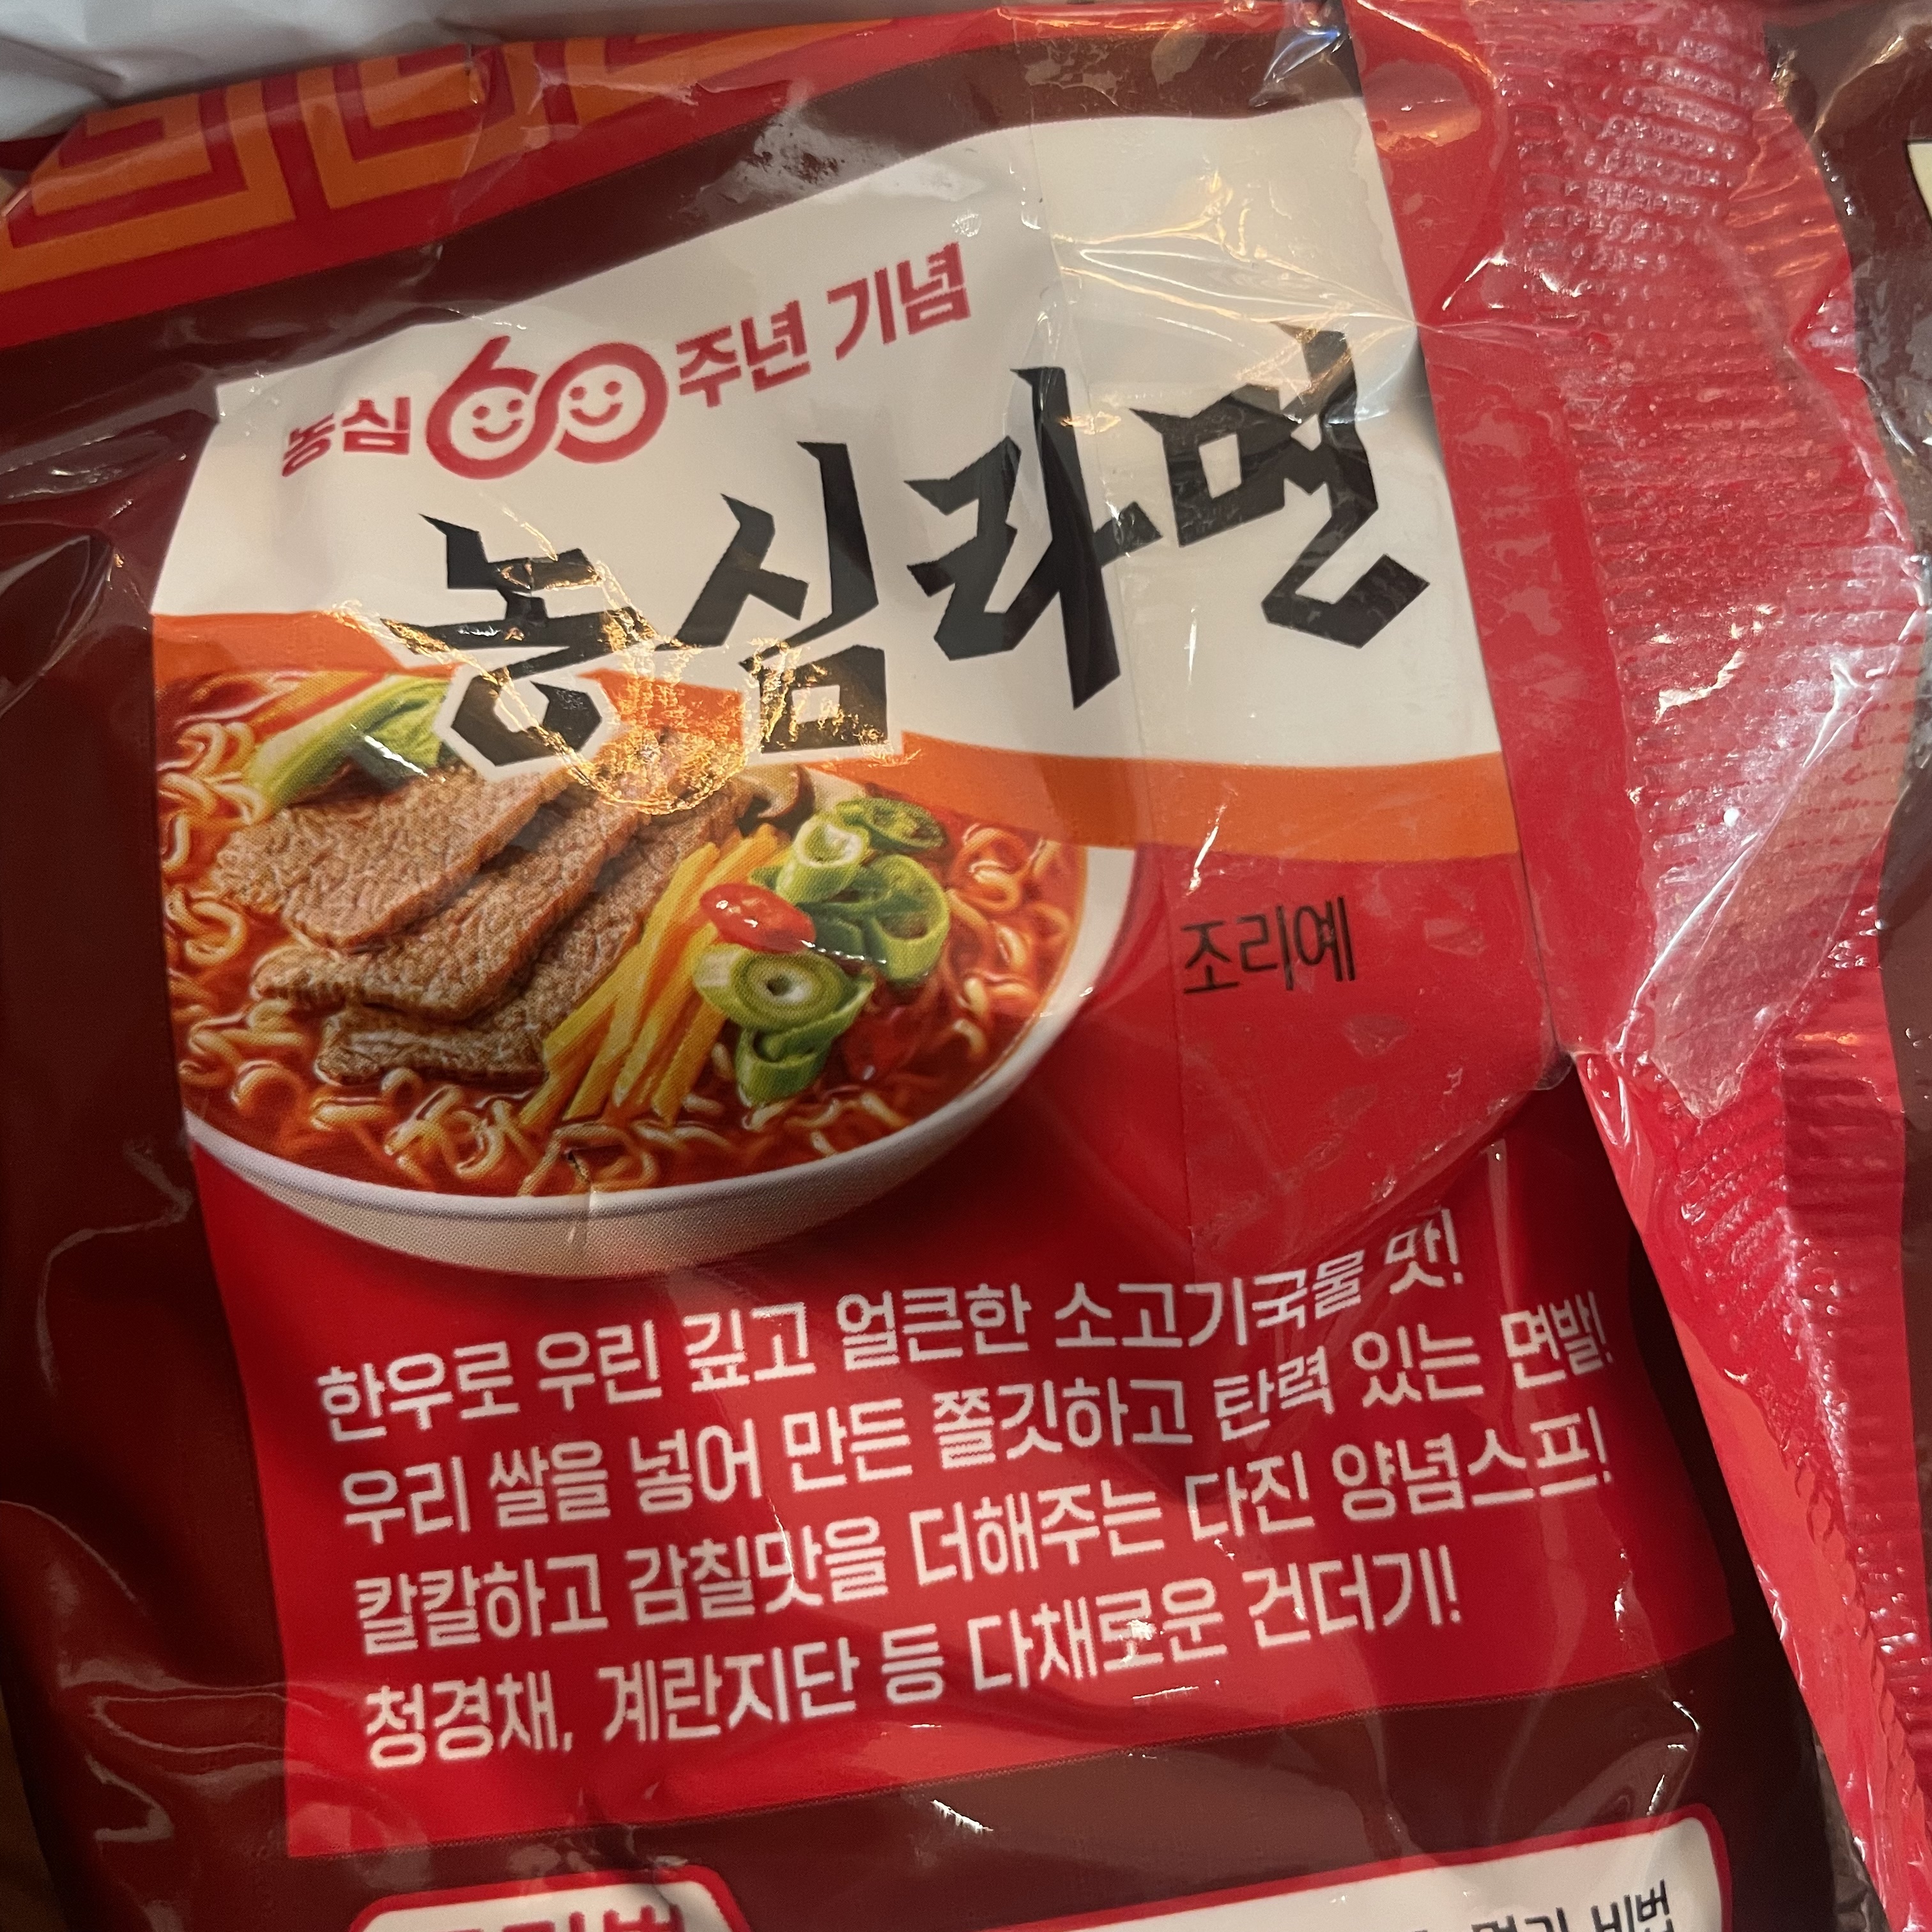 농심 60주년 기념
농심라면
조리예
한우로 우린 깊고 얼큰한 소고기국물 맛!
우리 쌀을 넣어 만든 쫄깃하고 탄력 있는 면발!
칼칼하고 감칠맛을 더해주는 다진 양념스프!
청경채, 계란지단 등 다채로운 건더기!
비법